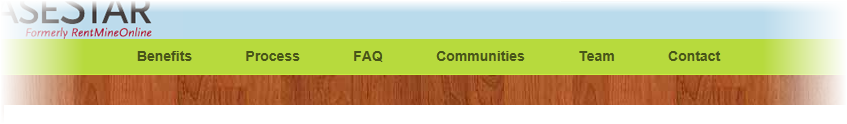 ASESTAR
Formerly RentMineOnline
Benefits Process FAQ Communities Team Contact